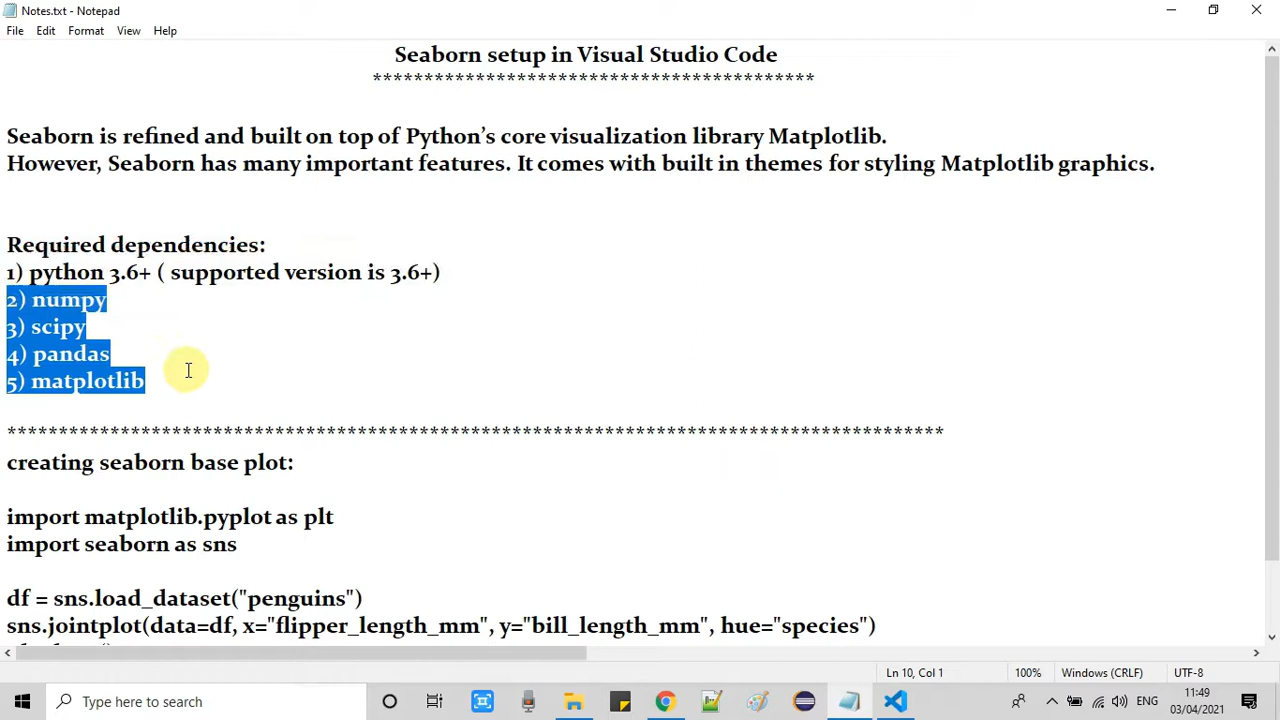 Notes.txt - Notepad
File Edit Format View Help
Seaborn setup in Visual Studio Code
*******************************************
Seaborn is refined and built on top of Python's core visualization library Matplotlib.
However, Seaborn has many important features. It comes with built in themes for styling Matplotlib graphics.
Required dependencies:
1) python 3.6+ ( supported version is 3.6+)
2) numpy
3) scipy
4) pandas
5) matplotlib
*******************************************************************************************
creating seaborn base plot:
import matplotlib.pyplot as plt
import seaborn as sns
df = sns.load_dataset("penguins")
sns.jointplot(data=df, x="flipper_length_mm", y="bill_length_mm", hue="species")
Ln 10, Col 1 100% Windows (CRLF) UTF-8
Type here to search
ENG
11:49
03/04/2021